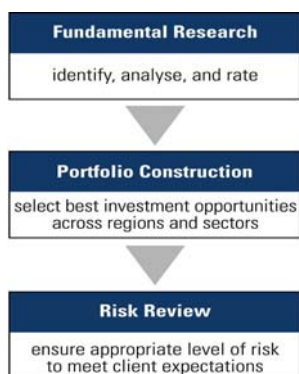 Fundamental Research
identify, analyse, and rate
Portfolio Construction
select best investment opportunities
across regions and sectors
Risk Review
ensure appropriate level of risk
to meet client expectations